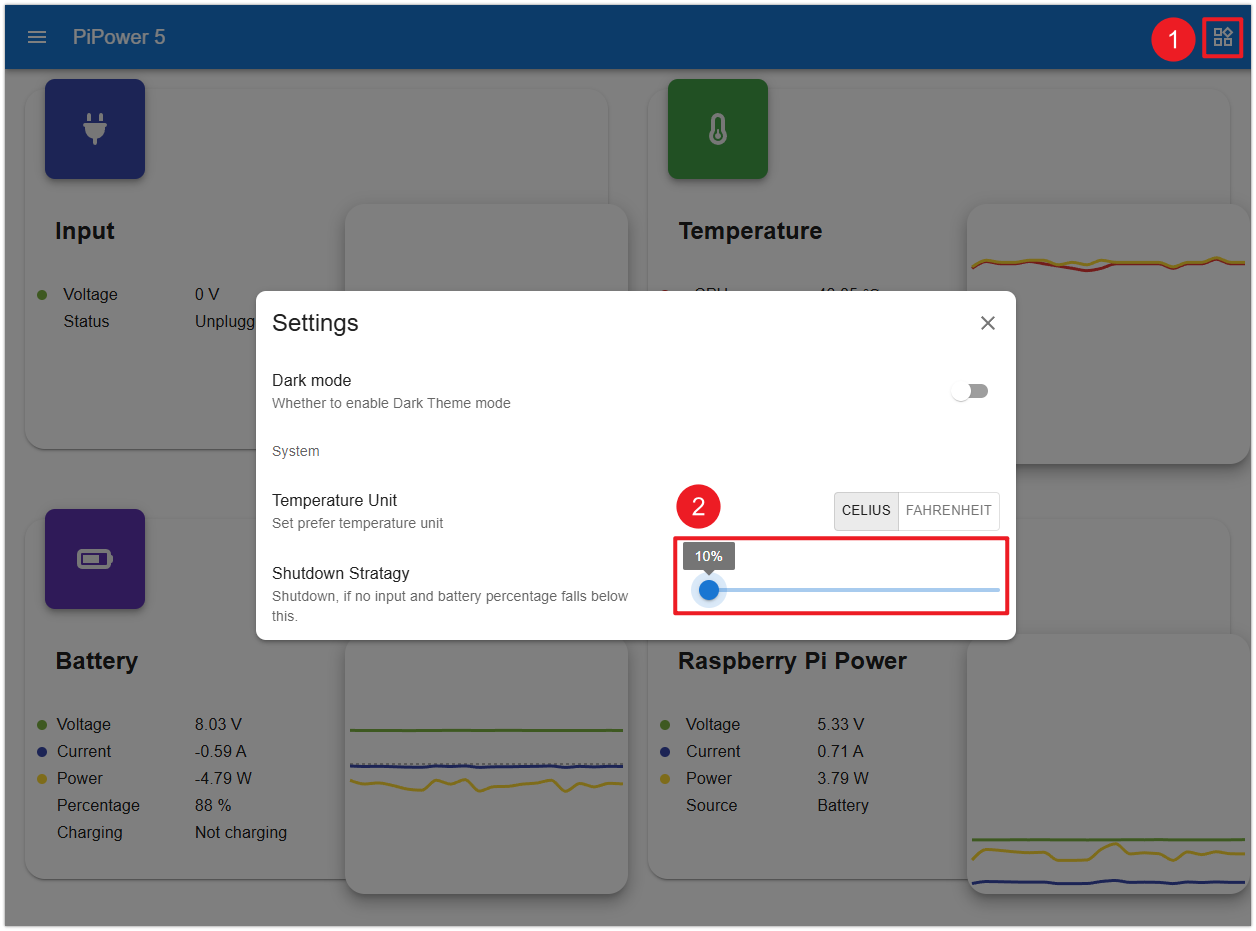 PiPower 5
1
Input
Temperature
Voltage 0 V
Status Unplugg
Settings
Dark mode
Whether to enable Dark Theme mode
System
Temperature Unit
Set prefer temperature unit
2
CELIUS FAHRENHEIT
10%
Shutdown Stratagy
Shutdown, if no input and battery percentage falls below
this.
Battery
Voltage 8.03 V
Current -0.59 A
Power -4.79 W
Percentage 88 %
Charging Not charging
Raspberry Pi Power
Voltage 5.33 V
Current 0.71 A
Power 3.79 W
Source Battery